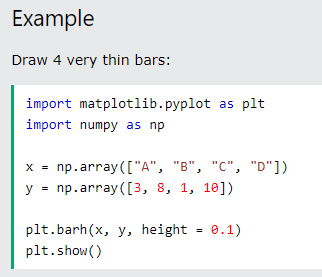 Example
Draw 4 very thin bars:
import matplotlib.pyplot as plt
import numpy as np
x = np.array(["A", "B", "C", "D"])
y = np.array([3, 8, 1, 10])
plt.barh(x, y, height = 0.1)
plt.show()